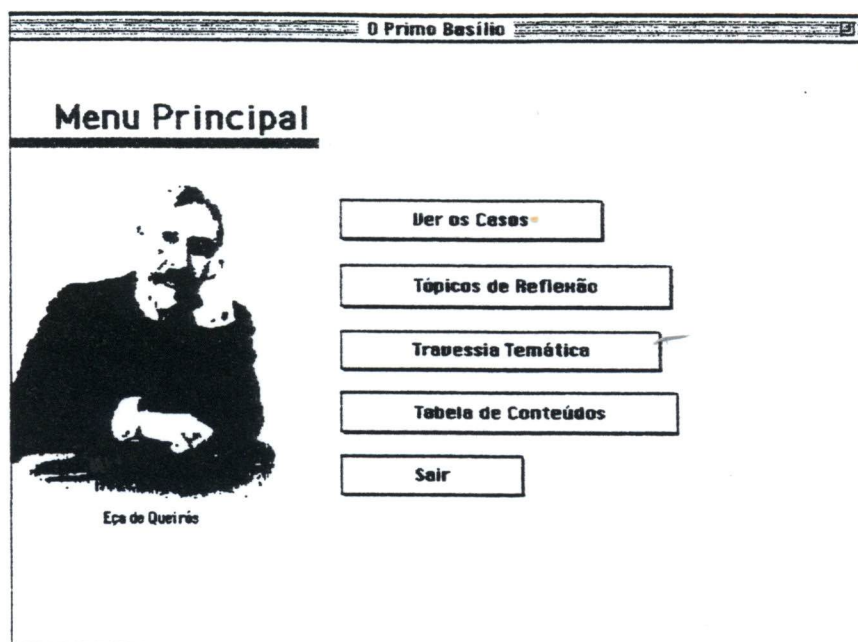 O Primo Basílio
Menu Principal
Ver os Casos
Tópicos de Reflexão
Travessia Temática
Tabela de Conteúdos
Sair
Eça de Queirós